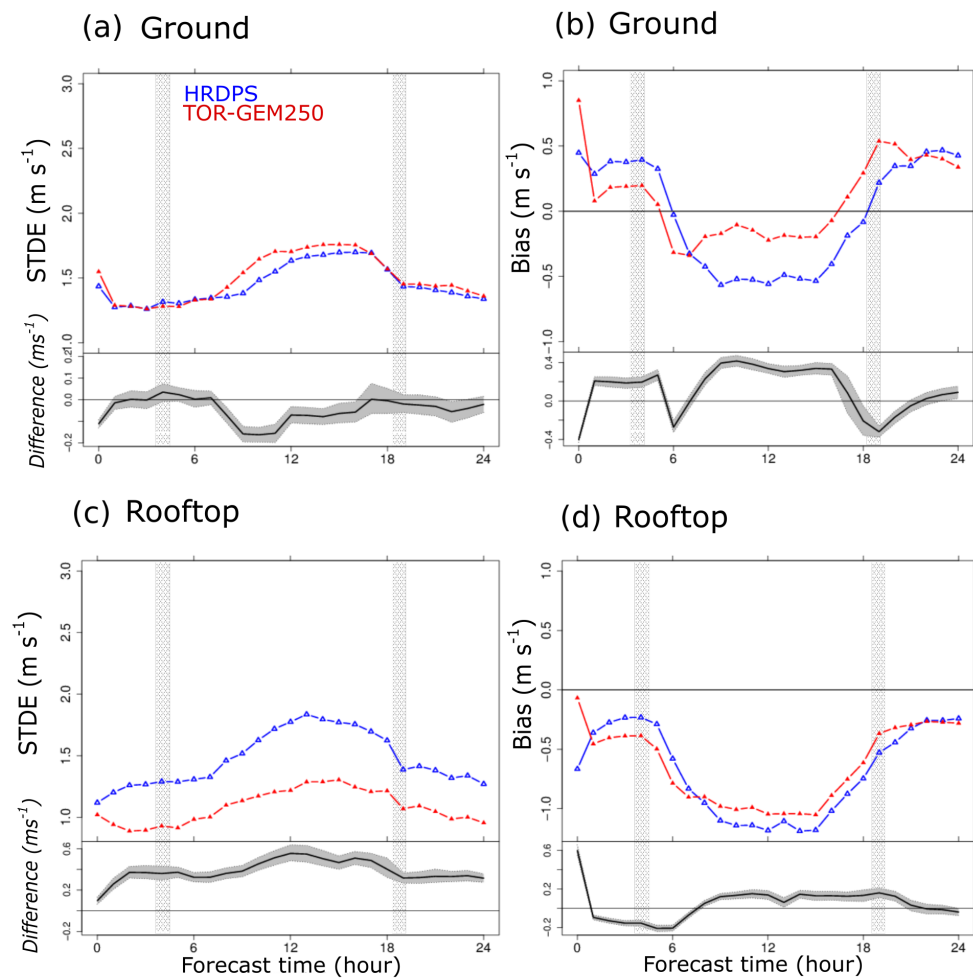 (a) Ground
STDE (m s-1)
3.0
2.5
2.0
1.5
1.0
HRDPS
TOR-GEM250
Difference (ms-1)
0.2
0.1
0.0
-0.2
0 6 12 18 24
(b) Ground
Bias (m s-1)
1.0
0.5
0.0
-0.5
-1.0
0.4
0.0
-0.4
0 6 12 18 24
(c) Rooftop
STDE (m s-1)
3.0
2.5
2.0
1.5
1.0
Difference (ms-1)
0.6
0.2
-0.2
0 6 12 18 24
Forecast time (hour)
(d) Rooftop
Bias (m s-1)
1.0
0.5
0.0
-0.5
-1.0
0.6
0.2
-0.2
0 6 12 18 24
Forecast time (hour)